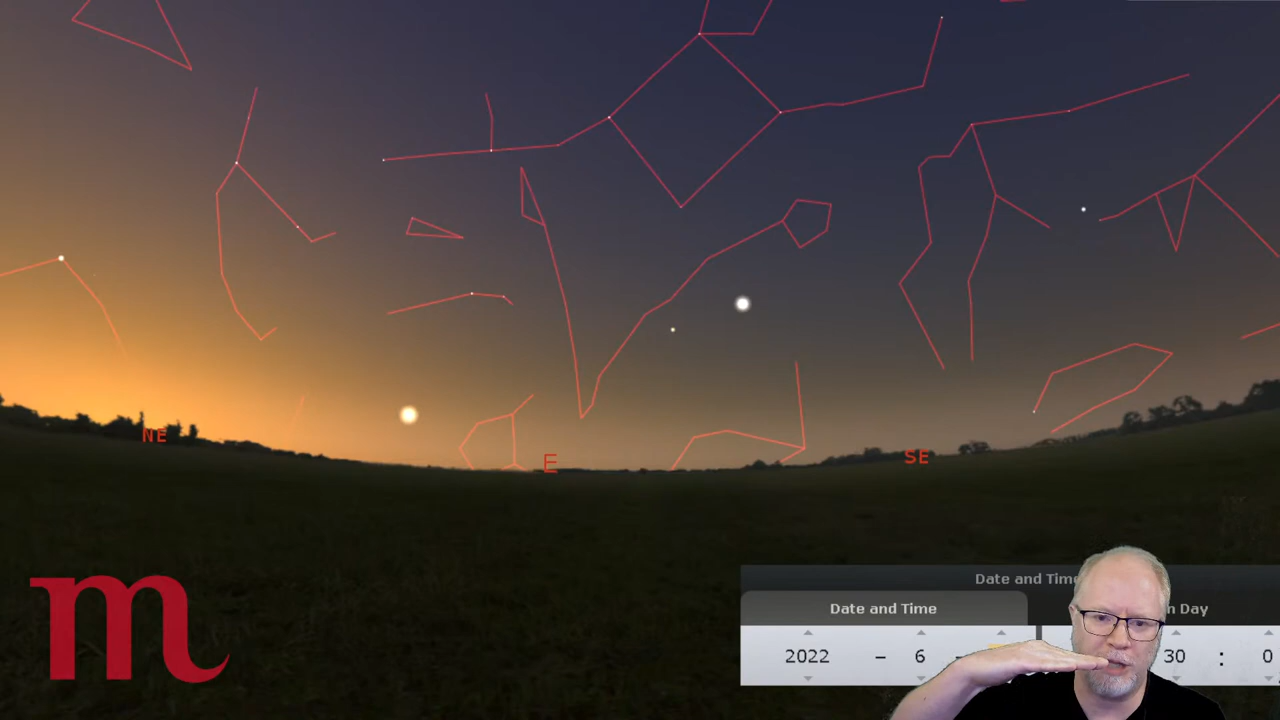 NE
E
SE
m
Date and Time
Date and Time
n Day
2022 – 6 –
30 : 0